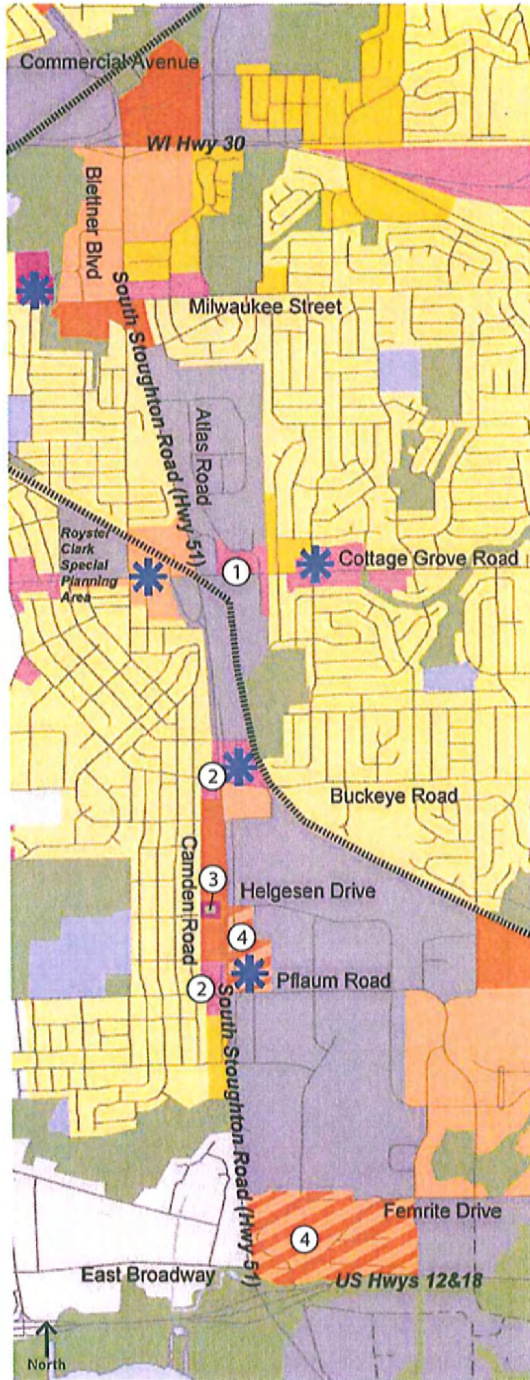 Commercial Avenue
WI Hwy 30
Blettner Blvd
South Stoughton Road (Hwy 51)
Milwaukee Street
Atlas Road
Royster
Clark
Special
Planning
Area
1
Cottage Grove Road
2
Buckeye Road
Camden Road
3
Helgesen Drive
4
Pflaum Road
2
South Stoughton Road (Hwy 51)
Femrite Drive
4
East Broadway
US Hwys 12&18
North